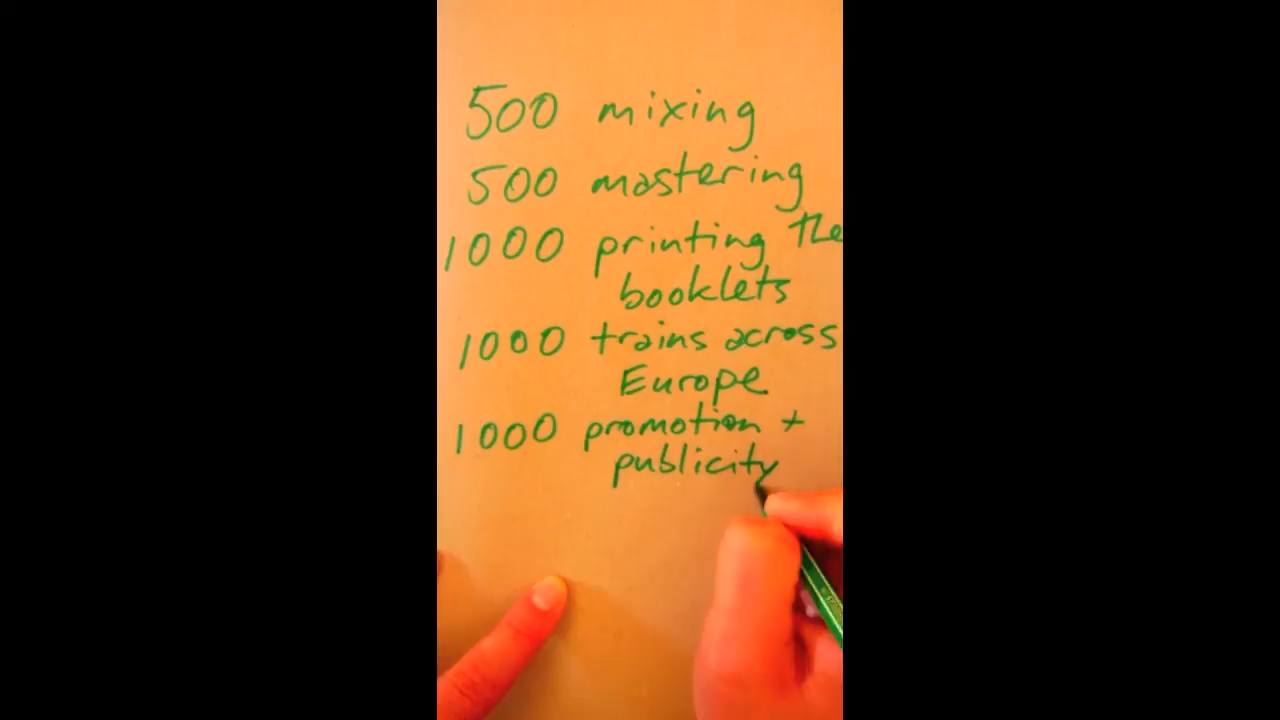 500 mixing
500 mastering
1000 printing the
booklets
1000 trains across
Europe
1000 promotion +
publicity